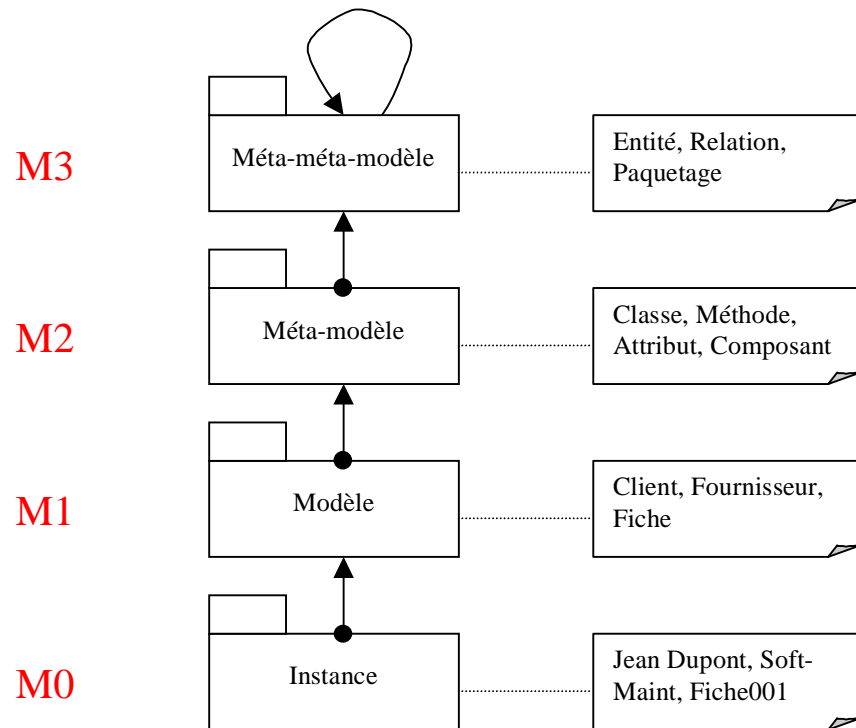 M3
Méta-méta-modèle
Entité, Relation,
Paquetage
M2
Méta-modèle
Classe, Méthode,
Attribut, Composant
M1
Modèle
Client, Fournisseur,
Fiche
M0
Instance
Jean Dupont, Soft-
Maint, Fiche001